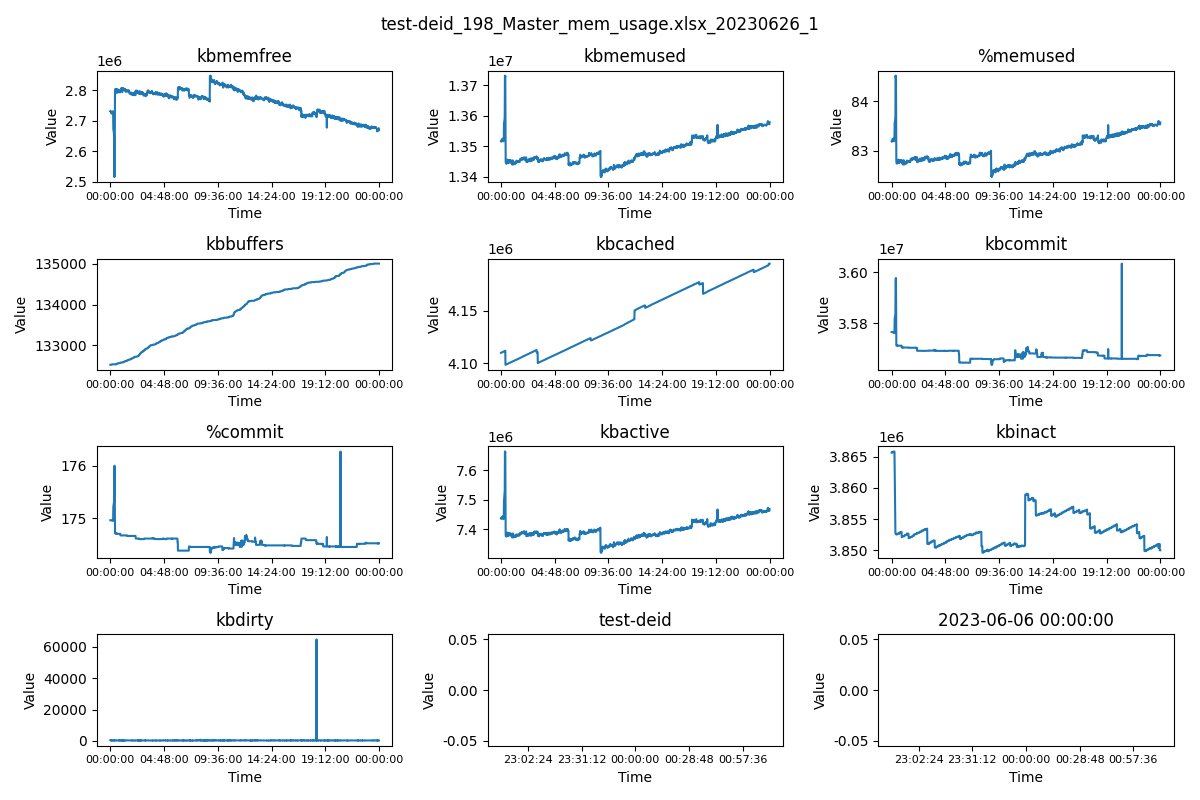 test-deid_198_Master_mem_usage.xlsx_20230626_1
kbmemfree
1e6
2.8
2.7
2.6
2.5
Value
00:00:00 04:48:00 09:36:00 14:24:00 19:12:00 00:00:00
Time
kbmemused
1e7
1.37
1.36
1.35
1.34
Value
00:00:00 04:48:00 09:36:00 14:24:00 19:12:00 00:00:00
Time
%memused
84
83
Value
00:00:00 04:48:00 09:36:00 14:24:00 19:12:00 00:00:00
Time
kbbuffers
135000
134000
133000
Value
00:00:00 04:48:00 09:36:00 14:24:00 19:12:00 00:00:00
Time
kbcached
1e6
4.15
4.10
Value
00:00:00 04:48:00 09:36:00 14:24:00 19:12:00 00:00:00
Time
kbcommit
1e7
3.60
3.58
Value
00:00:00 04:48:00 09:36:00 14:24:00 19:12:00 00:00:00
Time
%commit
176
175
Value
00:00:00 04:48:00 09:36:00 14:24:00 19:12:00 00:00:00
Time
kbactive
1e6
7.6
7.5
7.4
Value
00:00:00 04:48:00 09:36:00 14:24:00 19:12:00 00:00:00
Time
kbinact
1e6
3.865
3.860
3.855
3.850
Value
00:00:00 04:48:00 09:36:00 14:24:00 19:12:00 00:00:00
Time
kbdirty
60000
40000
20000
0
Value
00:00:00 04:48:00 09:36:00 14:24:00 19:12:00 00:00:00
Time
test-deid
0.05
0.00
-0.05
Value
23:02:24 23:31:12 00:00:00 00:28:48 00:57:36
Time
2023-06-06 00:00:00
0.05
0.00
-0.05
Value
23:02:24 23:31:12 00:00:00 00:28:48 00:57:36
Time